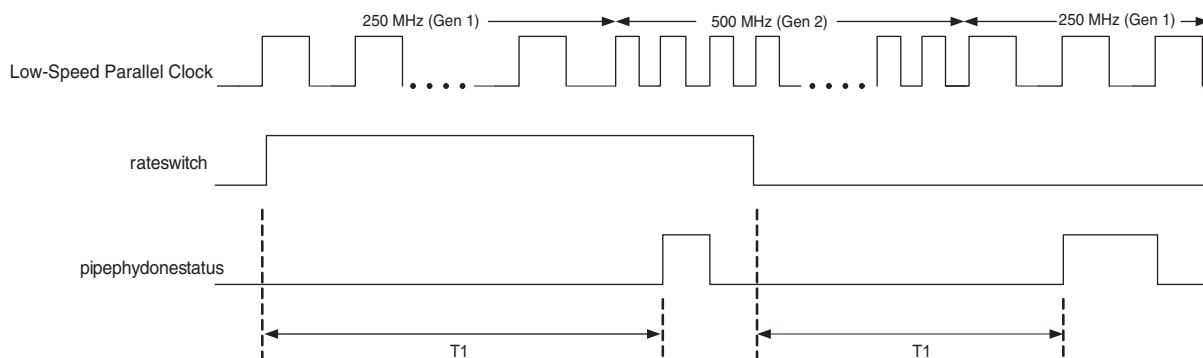 250 MHz (Gen 1)
500 MHz (Gen 2)
250 MHz (Gen 1)
Low-Speed Parallel Clock
rateswitch
pipephydonestatus
T1
T1